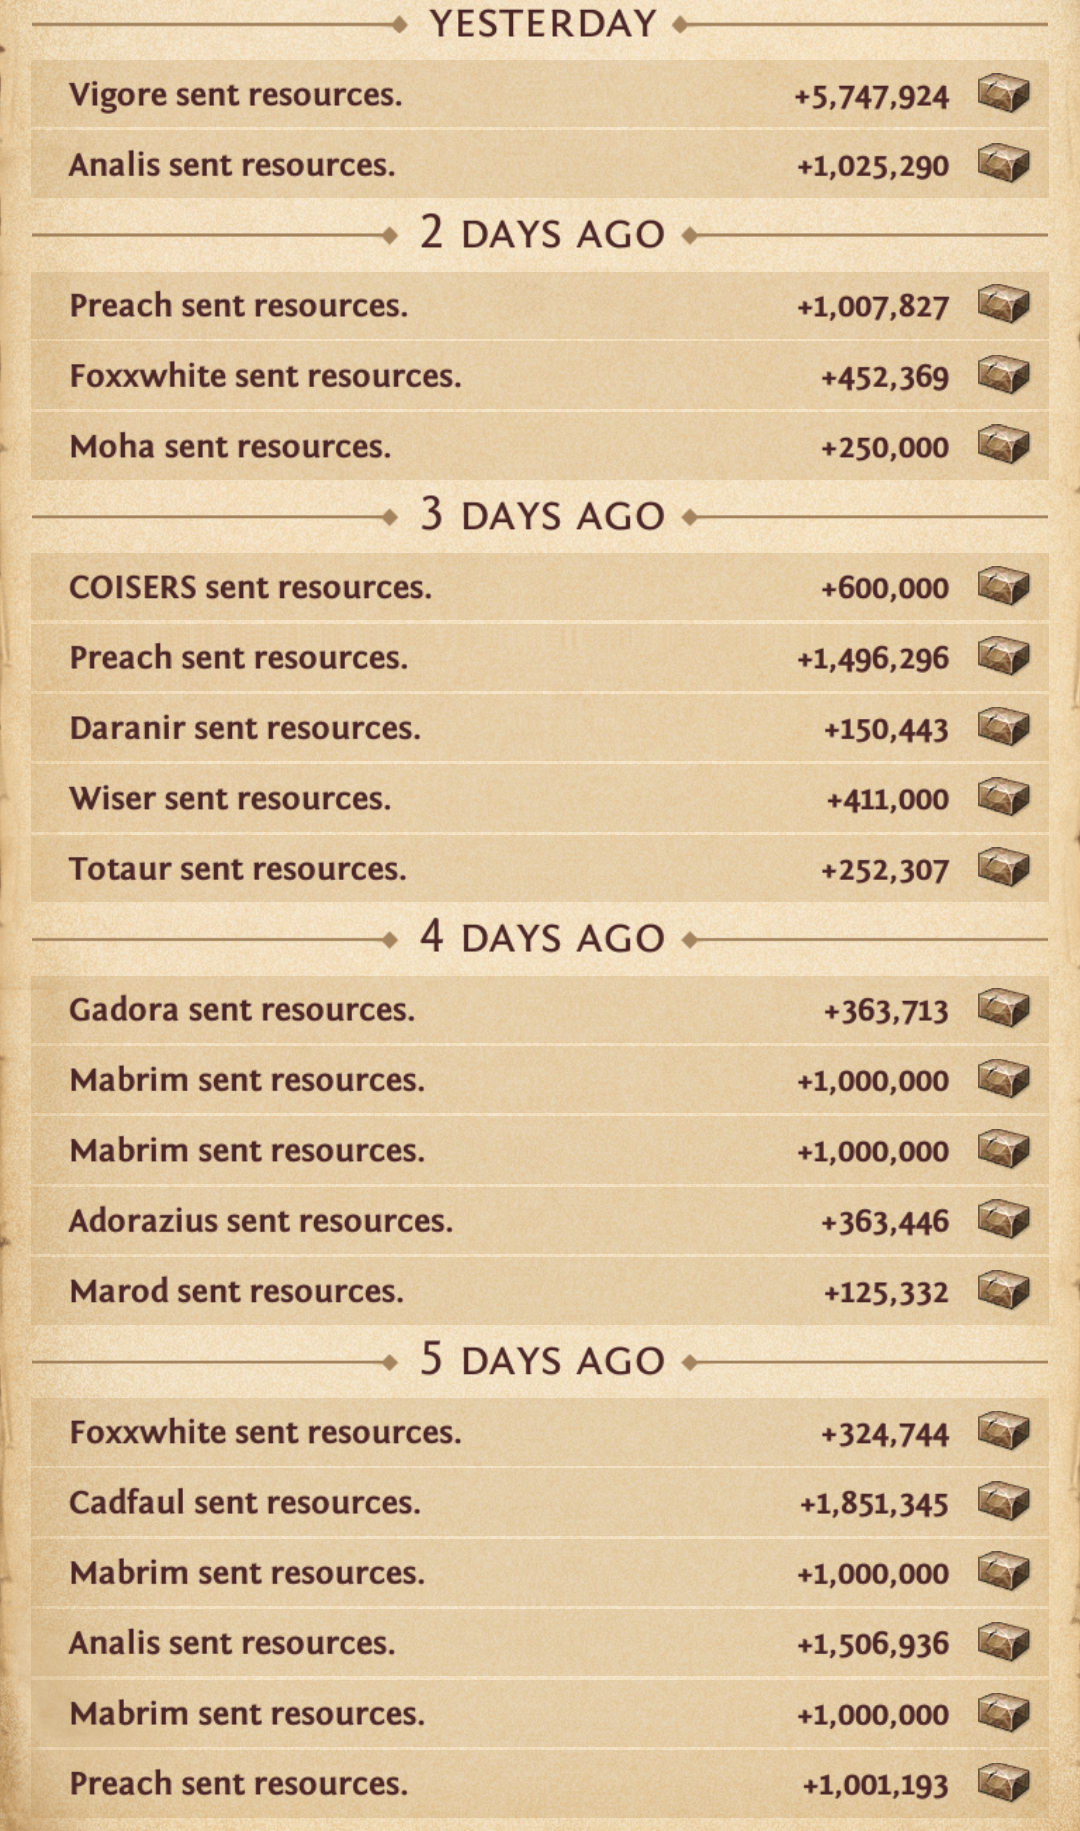 YESTERDAY
Vigore sent resources. +5,747,924
Analis sent resources. +1,025,290
2 DAYS AGO
Preach sent resources. +1,007,827
Foxxwhite sent resources. +452,369
Moha sent resources. +250,000
3 DAYS AGO
COISERS sent resources. +600,000
Preach sent resources. +1,496,296
Daranir sent resources. +150,443
Wiser sent resources. +411,000
Totaur sent resources. +252,307
4 DAYS AGO
Gadora sent resources. +363,713
Mabrim sent resources. +1,000,000
Mabrim sent resources. +1,000,000
Adorazius sent resources. +363,446
Marod sent resources. +125,332
5 DAYS AGO
Foxxwhite sent resources. +324,744
Cadfaul sent resources. +1,851,345
Mabrim sent resources. +1,000,000
Analis sent resources. +1,506,936
Mabrim sent resources. +1,000,000
Preach sent resources. +1,001,193